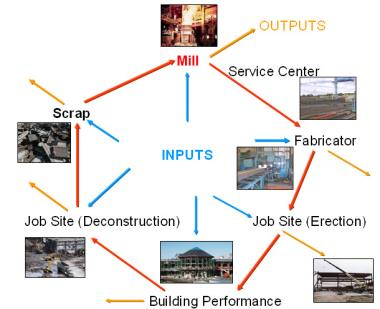 OUTPUTS
Mill
Service Center
Scrap
Fabricator
INPUTS
Job Site (Deconstruction)
Job Site (Erection)
Building Performance